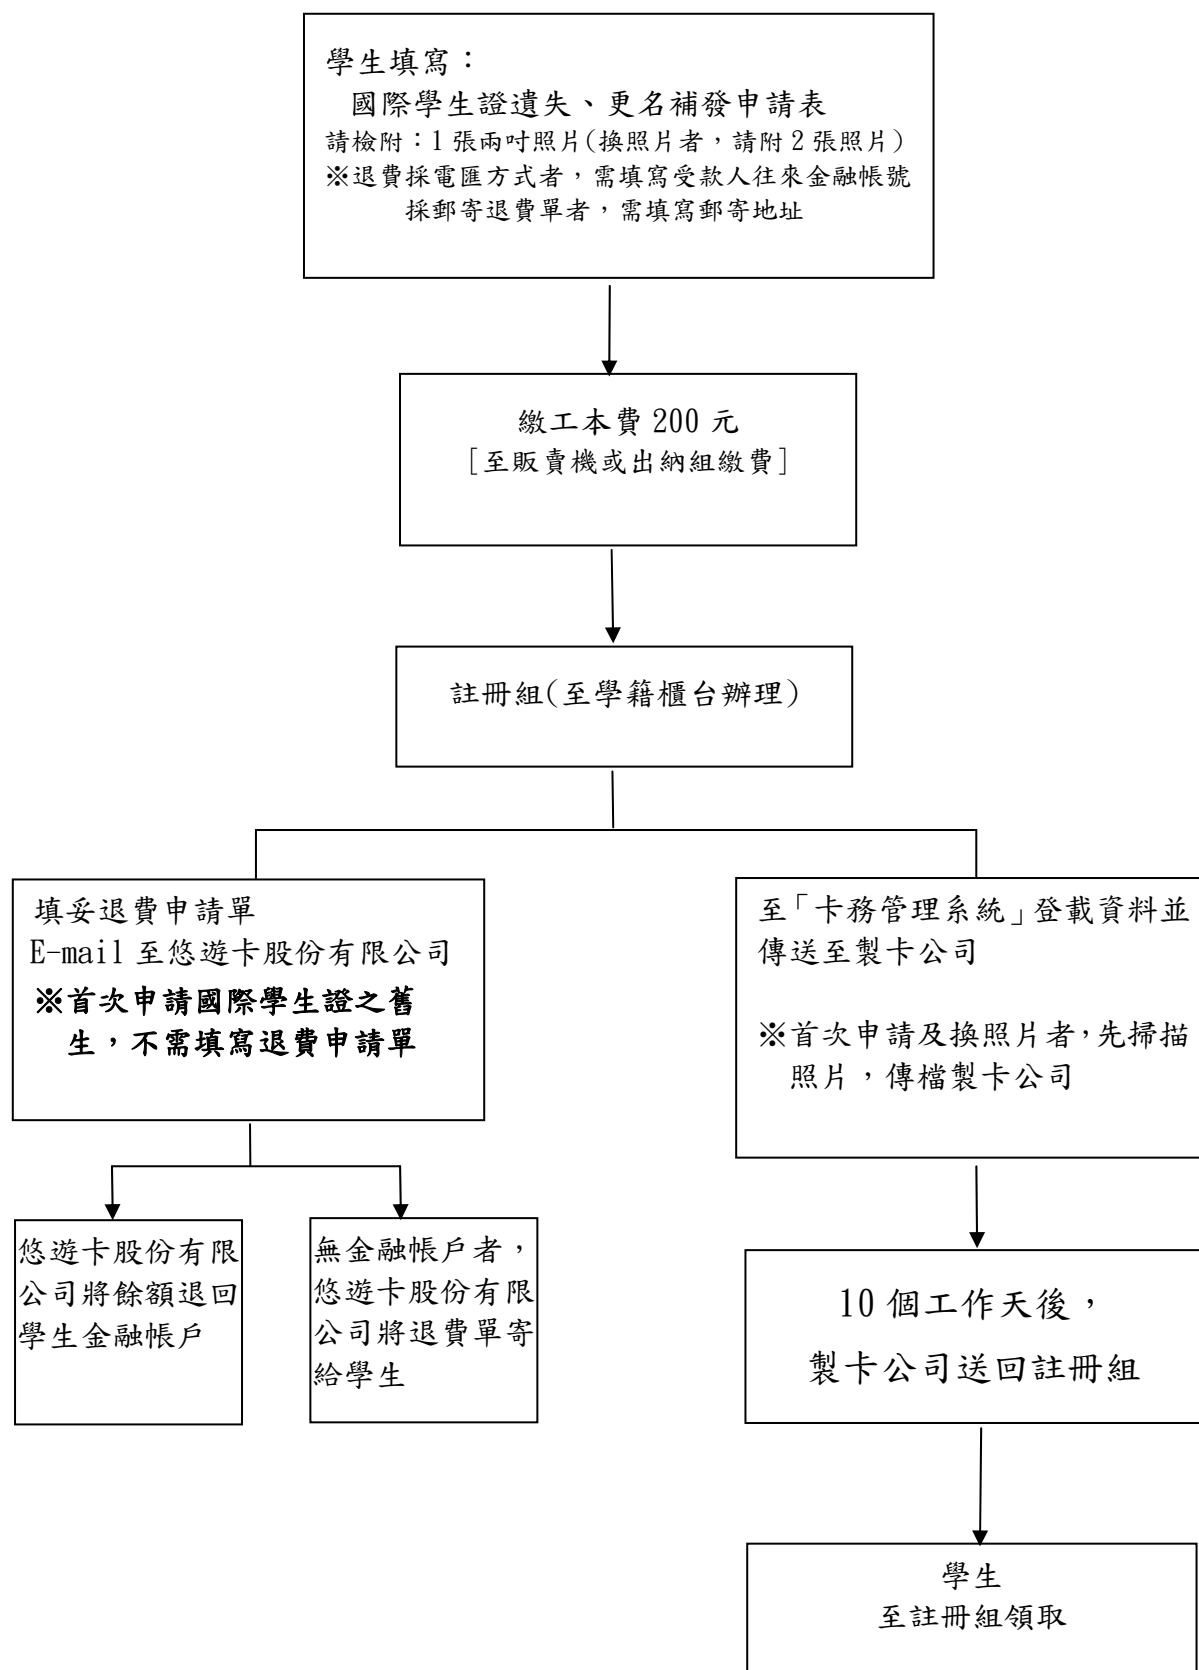 學生填寫：
國際學生證遺失、更名補發申請表
請檢附：1 張兩吋照片(換照片者，請附 2 張照片)
※退費採電匯方式者，需填寫受款人往來金融帳號
採郵寄退費單者，需填寫郵寄地址
繳工本費 200 元
[至販賣機或出納組繳費]
註冊組(至學籍櫃台辦理)
填妥退費申請單
E-mail 至悠遊卡股份有限公司
※首次申請國際學生證之舊
生，不需填寫退費申請單
至「卡務管理系統」登載資料並
傳送至製卡公司
※首次申請及換照片者，先掃描
照片，傳檔製卡公司
悠遊卡股份有限
公司將餘額退回
學生金融帳戶
無金融帳戶者，
悠遊卡股份有限
公司將退費單寄
給學生
10 個工作天後，
製卡公司送回註冊組
學生
至註冊組領取